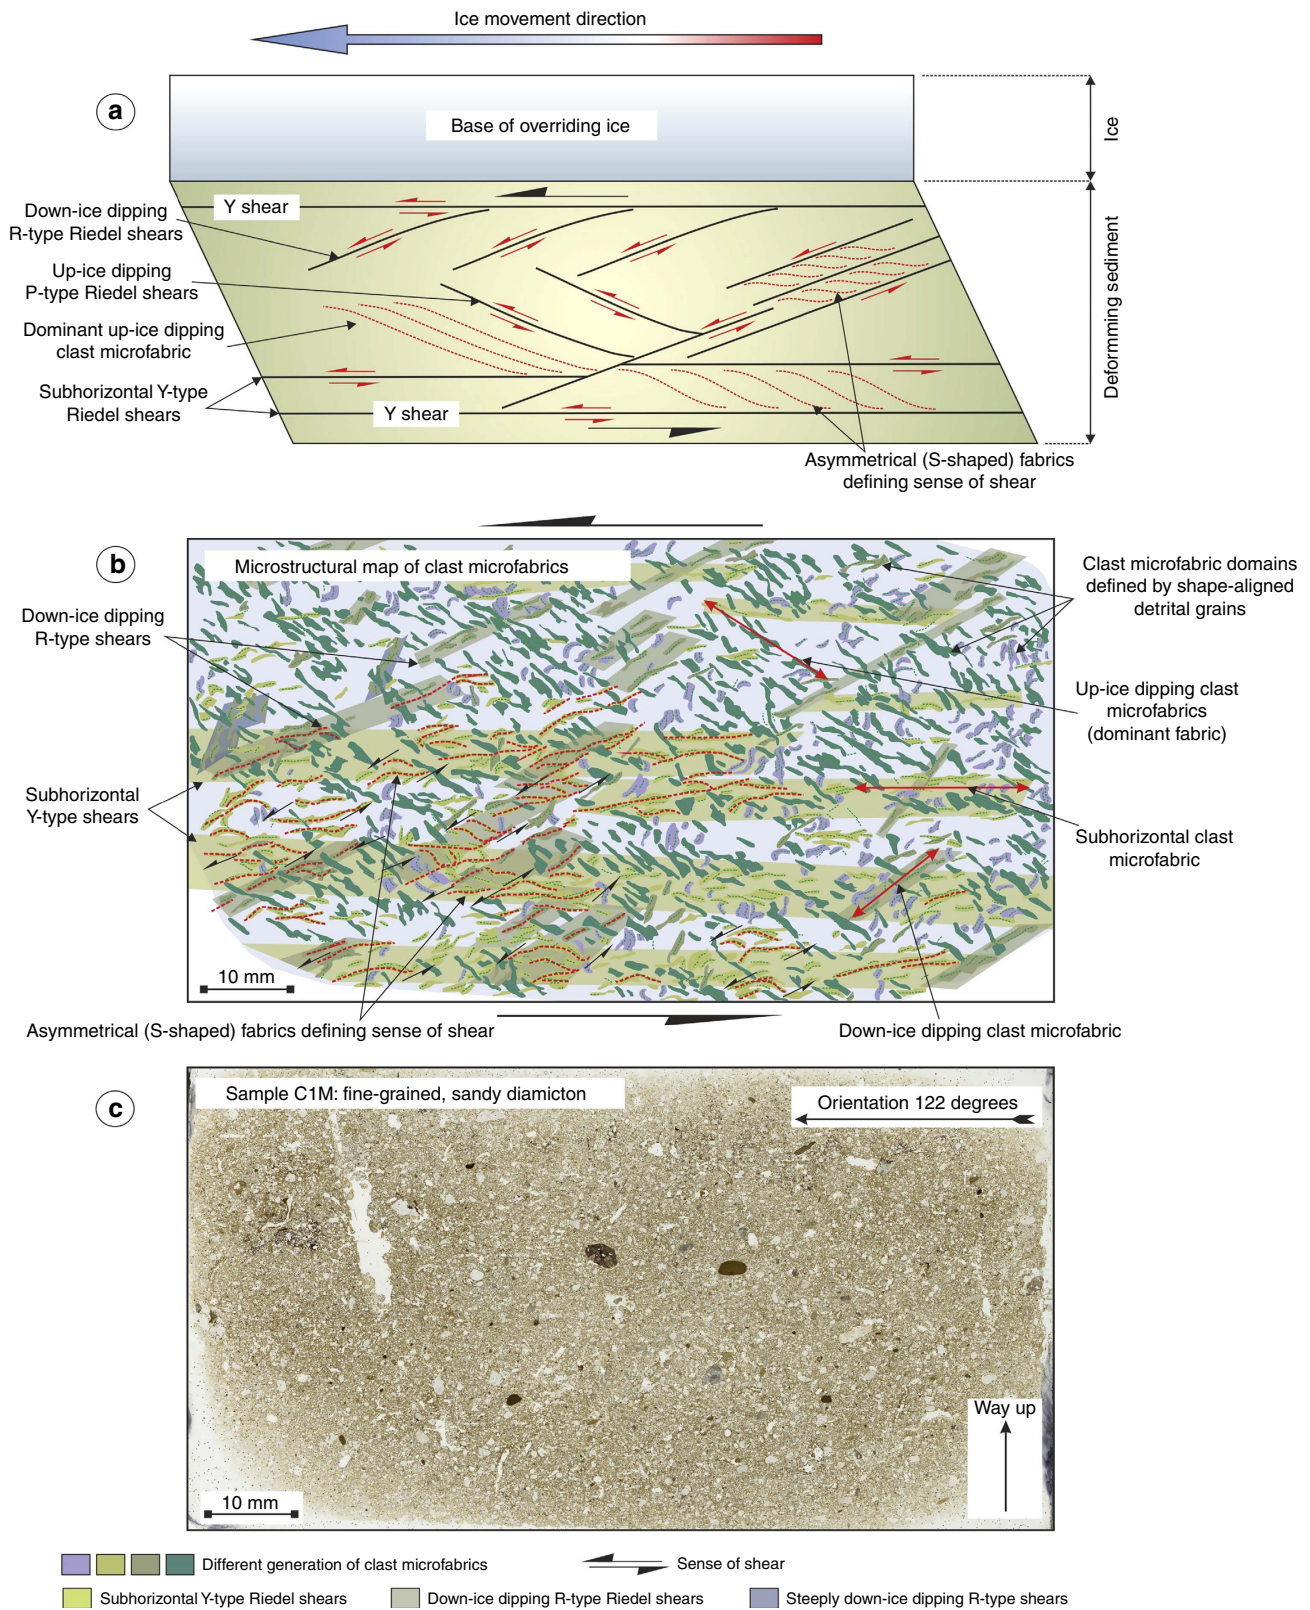 Ice movement direction
a
Base of overriding ice
Ice
Y shear
Down-ice dipping
R-type Riedel shears
Up-ice dipping
P-type Riedel shears
Dominant up-ice dipping
clast microfabric
Subhorizontal Y-type
Riedel shears
Y shear
Deformming sediment
Asymmetrical (S-shaped) fabrics
defining sense of shear
b
Microstructural map of clast microfabrics
Down-ice dipping
R-type shears
Subhorizontal
Y-type shears
Clast microfabric domains
defined by shape-aligned
detrital grains
Up-ice dipping clast
microfabrics
(dominant fabric)
Subhorizontal clast
microfabric
10 mm
Asymmetrical (S-shaped) fabrics defining sense of shear
Down-ice dipping clast microfabric
c
Sample C1M: fine-grained, sandy diamicton
Orientation 122 degrees
Way up
10 mm
Different generation of clast microfabrics
Sense of shear
Subhorizontal Y-type Riedel shears
Down-ice dipping R-type Riedel shears
Steeply down-ice dipping R-type shears